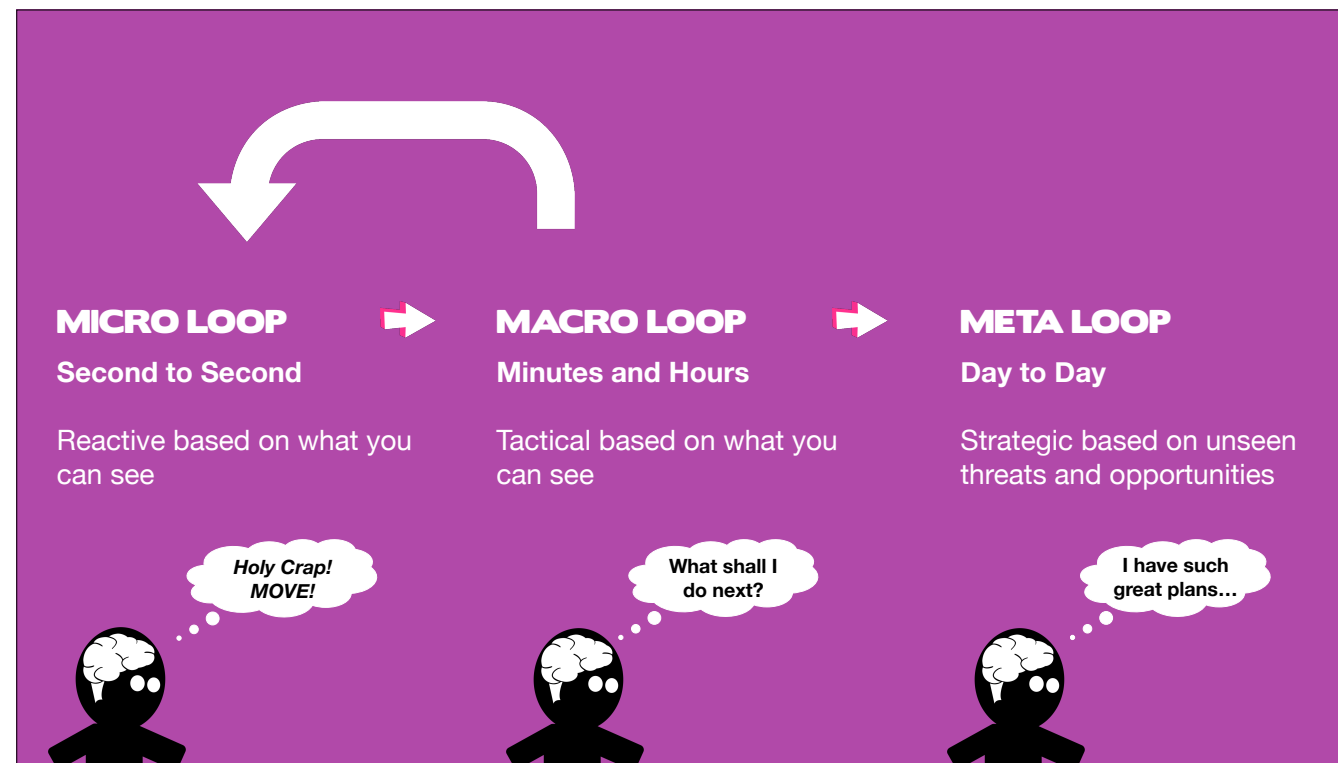 MICRO LOOP
Second to Second
Reactive based on what you
can see
Holy Crap!
MOVE!
MACRO LOOP
Minutes and Hours
Tactical based on what you
can see
What shall I
do next?
META LOOP
Day to Day
Strategic based on unseen
threats and opportunities
I have such
great plans…